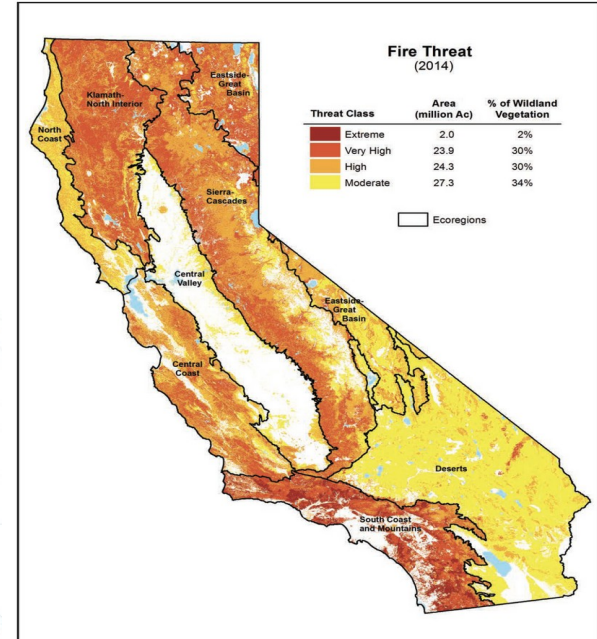 Fire Threat
(2014)
Threat Class Area (million Ac) % of Wildland Vegetation
Extreme 2.0 2%
Very High 23.9 30%
High 24.3 30%
Moderate 27.3 34%
Ecoregions
Eastside-
Great
Basin
Klamath-
North Interior
North
Coast
Sierra-
Cascades
Central
Valley
Eastside-
Great
Basin
Central
Coast
Deserts
South Coast
and Mountains